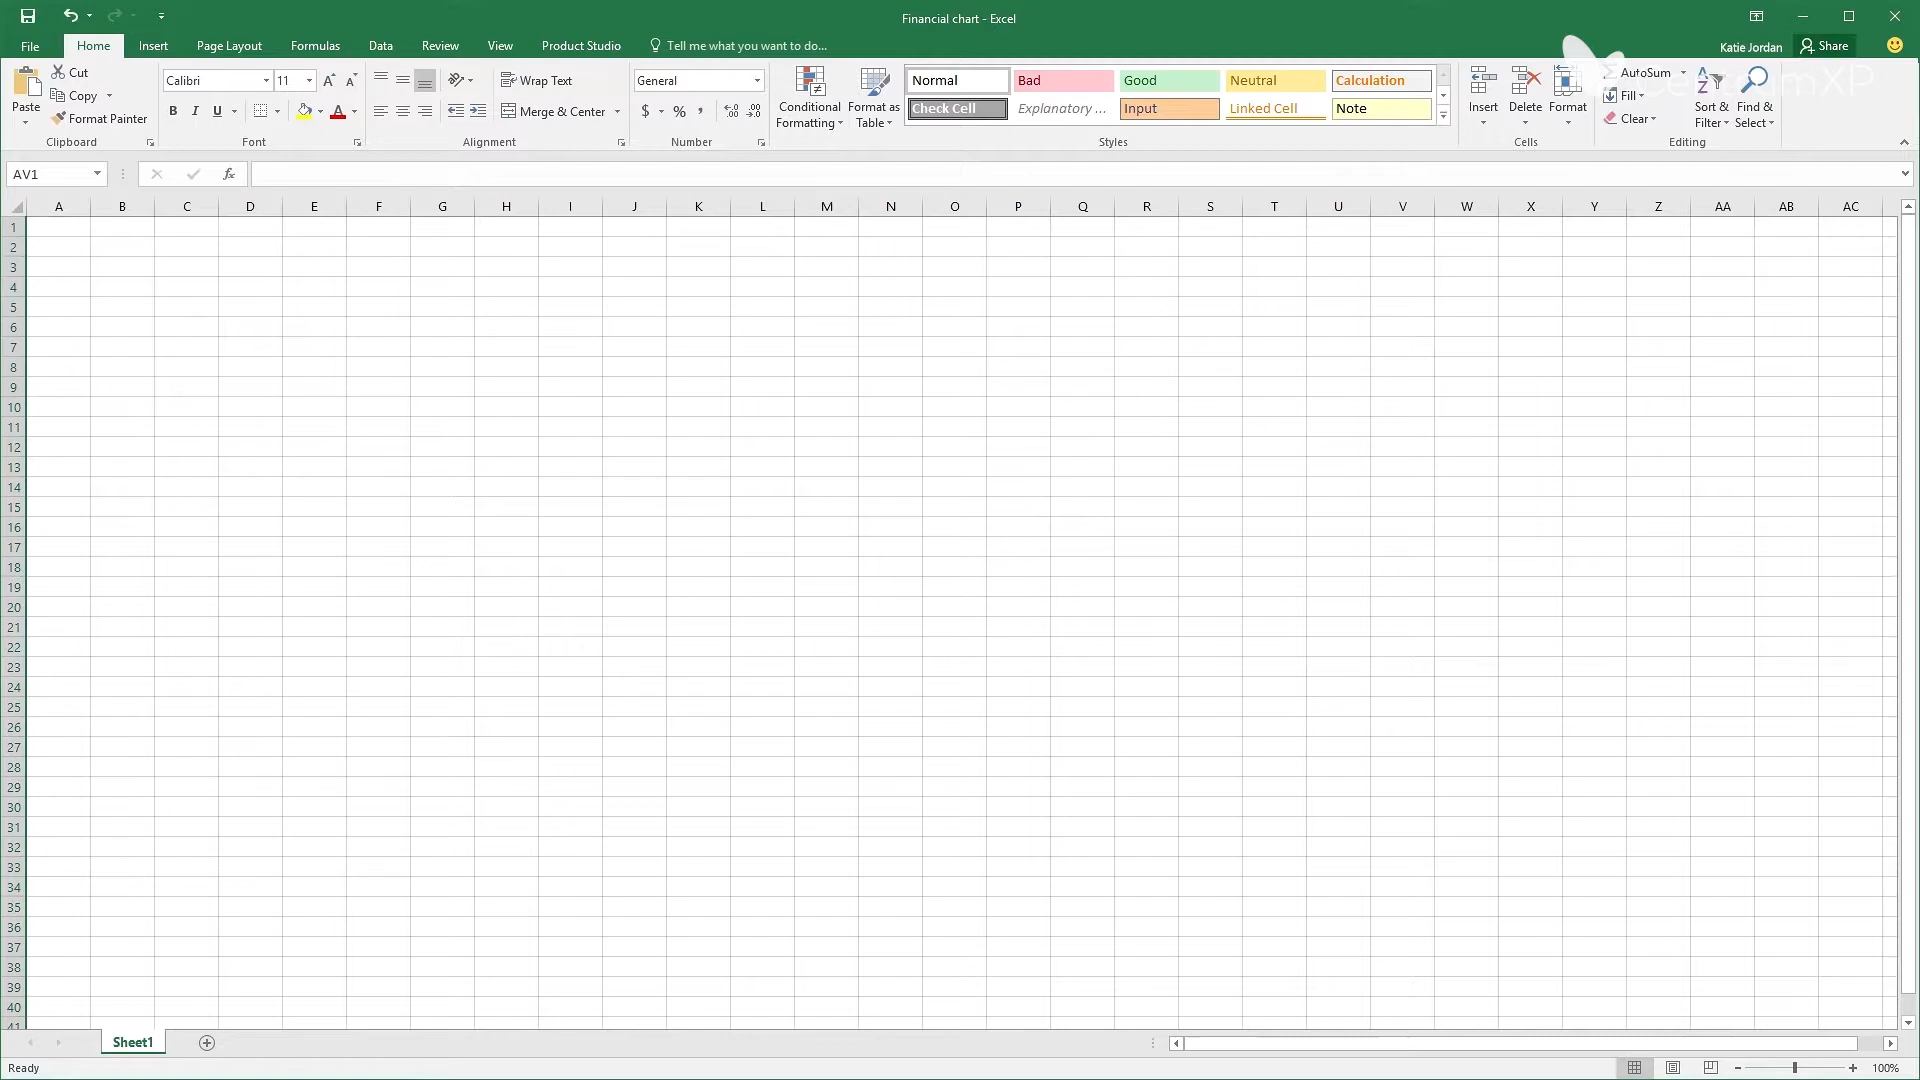 Financial chart - Excel
File Home Insert Page Layout Formulas Data Review View Product Studio Tell me what you want to do... Katie Jordan Share
Paste
Cut
Copy
Format Painter
Clipboard
Calibri 11
B I U
Font
Wrap Text
Merge & Center
Alignment
General
$ % ,
Number
Conditional Formatting
Format as Table
Normal Bad Good Neutral Calculation
Check Cell Explanatory ... Input Linked Cell Note
Styles
Insert Delete Format
Cells
AutoSum
Fill
Clear
Sort & Filter
Find & Select
Editing
AV1 fx
A B C D E F G H I J K L M N O P Q R S T U V W X Y Z AA AB AC
1
2
3
4
5
6
7
8
9
10
11
12
13
14
15
16
17
18
19
20
21
22
23
24
25
26
27
28
29
30
31
32
33
34
35
36
37
38
39
40
41
Sheet1
Ready
100%